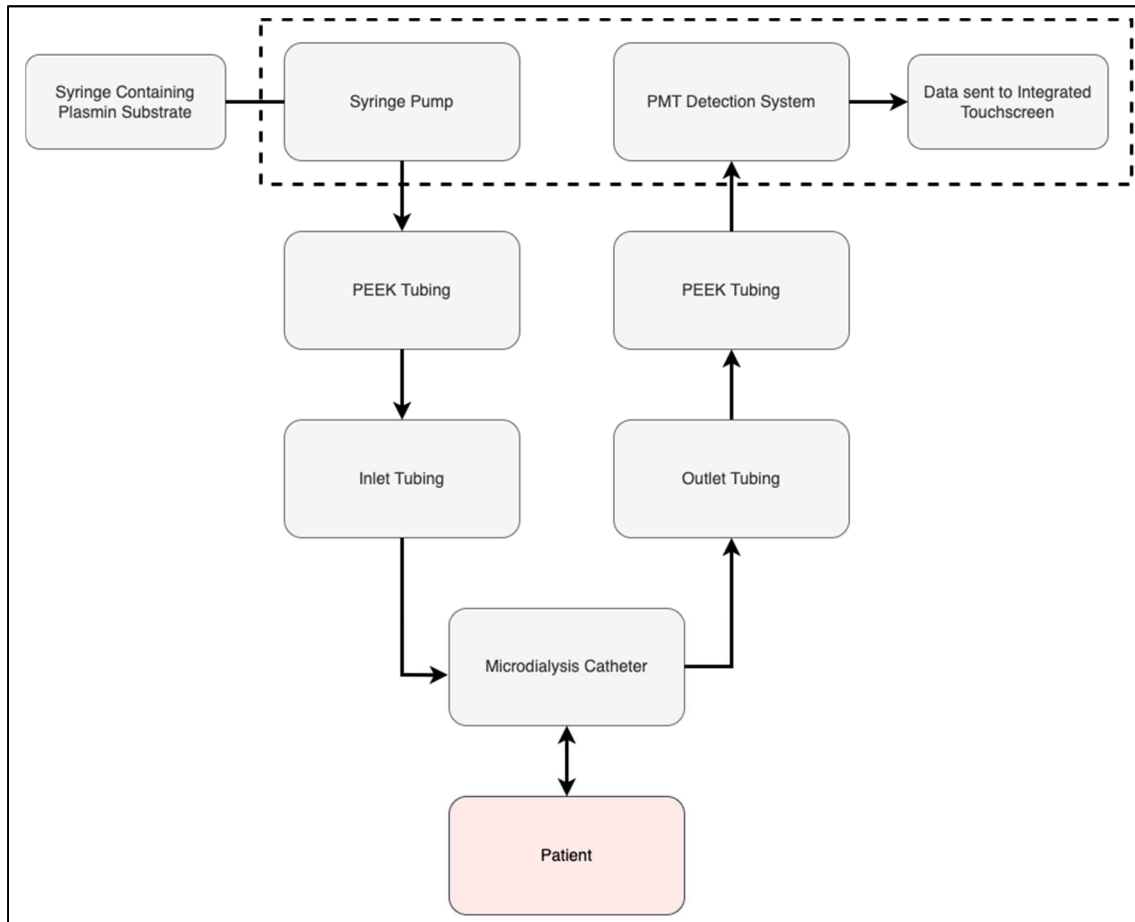 Syringe Containing
Plasmin Substrate
Syringe Pump
PMT Detection System
Data sent to Integrated
Touchscreen
PEEK Tubing
PEEK Tubing
Inlet Tubing
Outlet Tubing
Microdialysis Catheter
Patient